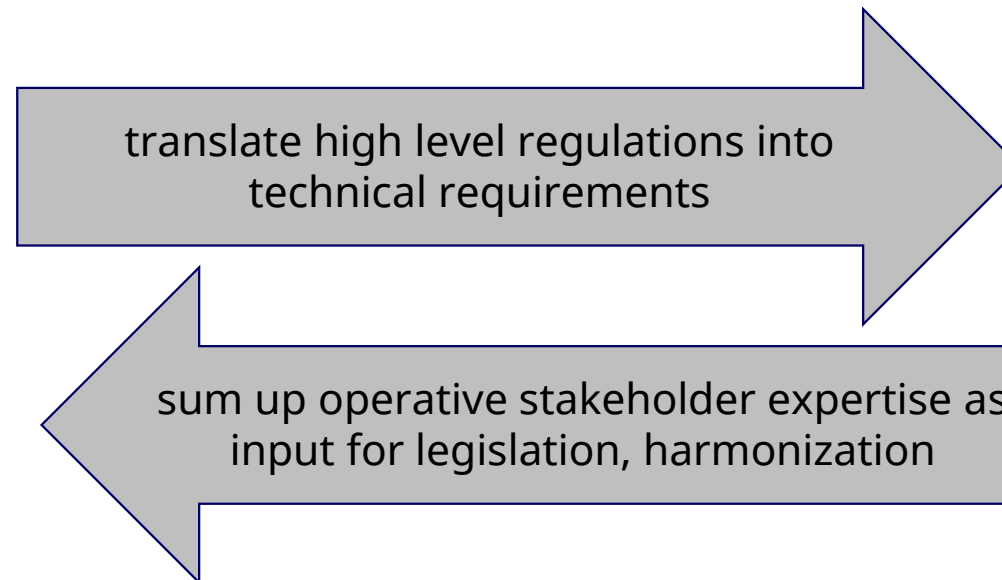 translate high level regulations into
technical requirements
sum up operative stakeholder expertise as
input for legislation, harmonization